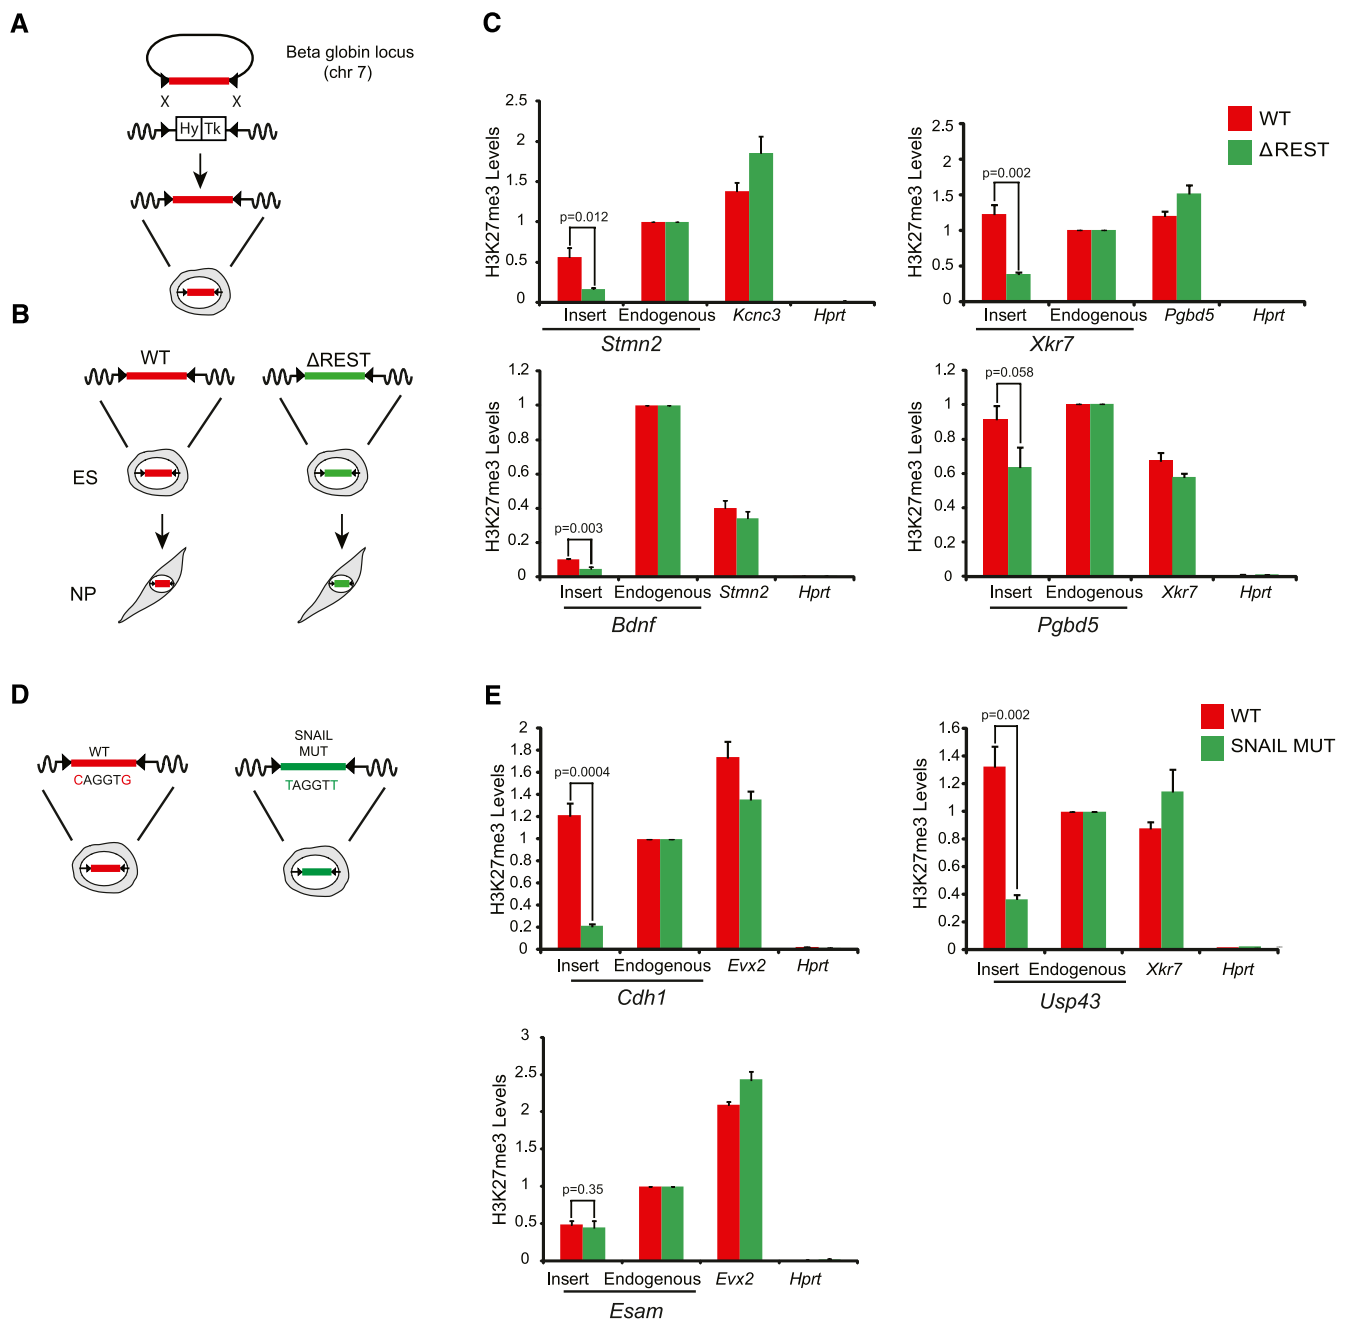 A
Beta globin locus
(chr 7)
X X
Hy Tk
B
WT ΔREST
ES
NP
C
WT
ΔREST
H3K27me3 Levels
2.5
2
1.5
1
0.5
0
p=0.012
Insert Endogenous Kcnc3 Hprt
Stmn2
H3K27me3 Levels
2.5
2
1.5
1
0.5
0
p=0.002
Insert Endogenous Pgbd5 Hprt
Xkr7
H3K27me3 Levels
1.2
1
0.8
0.6
0.4
0.2
0
p=0.003
Insert Endogenous Stmn2 Hprt
Bdnf
H3K27me3 Levels
1.2
1
0.8
0.6
0.4
0.2
0
p=0.058
Insert Endogenous Xkr7 Hprt
Pgbd5
D
WT
CAGGTG
SNAIL
MUT
TAGGTT
E
WT
SNAIL MUT
H3K27me3 Levels
2
1.8
1.6
1.4
1.2
1
0.8
0.6
0.4
0.2
0
p=0.0004
Insert Endogenous Evx2 Hprt
Cdh1
H3K27me3 Levels
1.6
1.4
1.2
1
0.8
0.6
0.4
0.2
0
p=0.002
Insert Endogenous Xkr7 Hprt
Usp43
H3K27me3 Levels
3
2.5
2
1.5
1
0.5
0
p=0.35
Insert Endogenous Evx2 Hprt
Esam